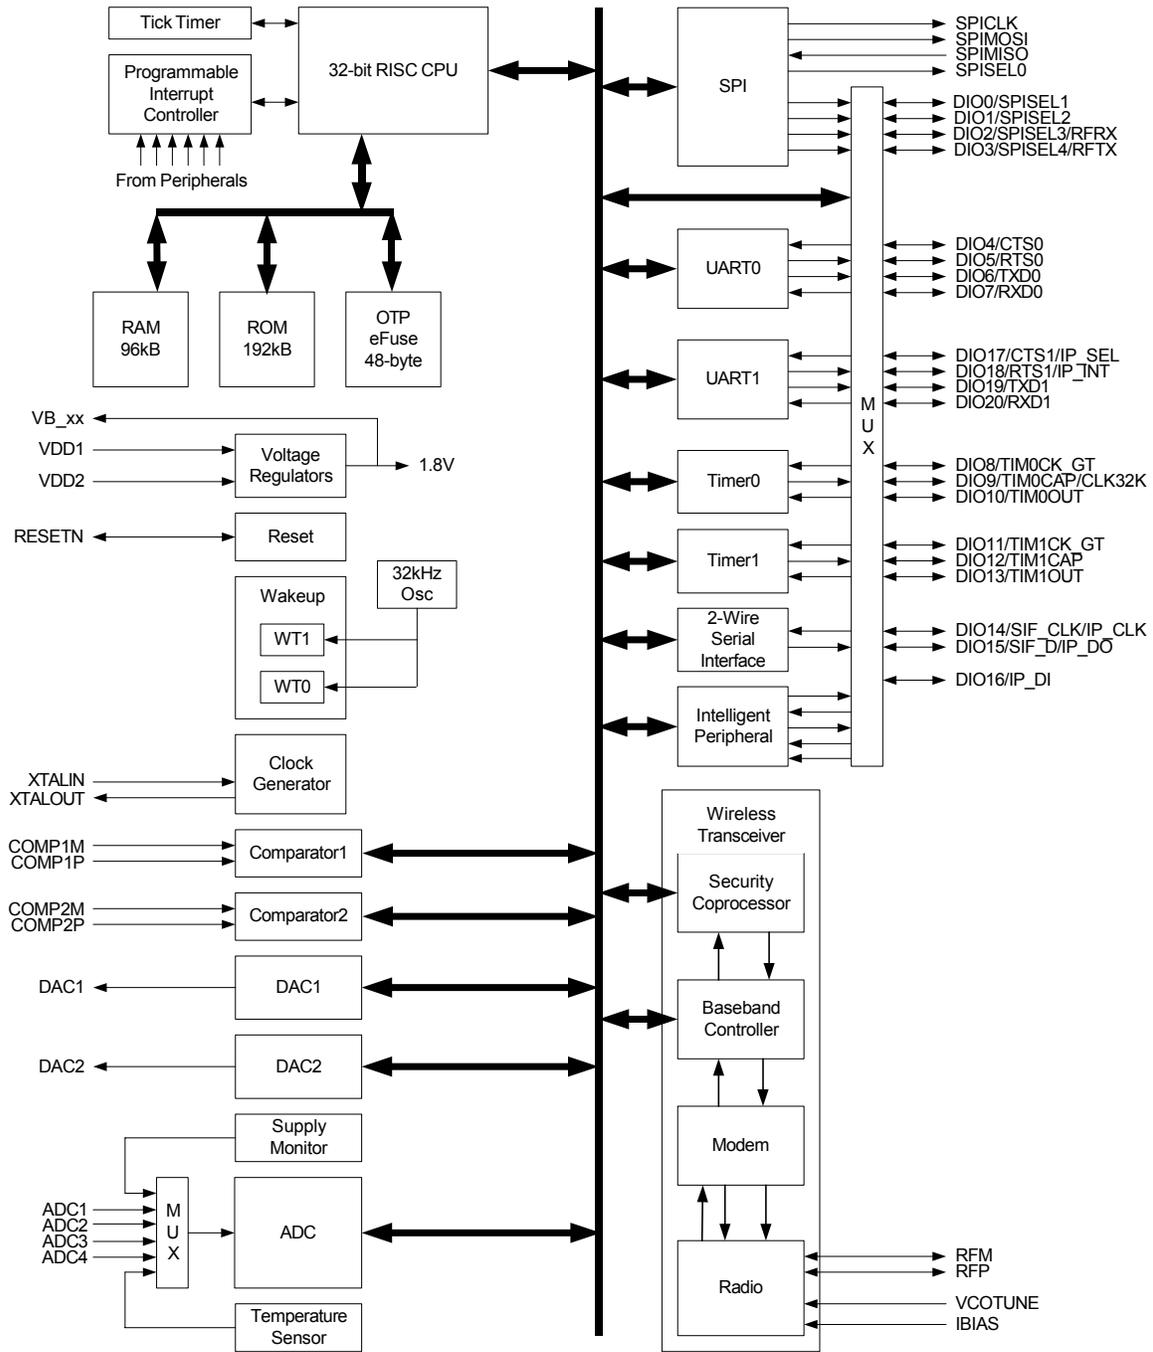 Tick Timer
32-bit RISC CPU
Programmable
Interrupt
Controller
From Peripherals
RAM
96kB
ROM
192kB
OTP
eFuse
48-byte
VB_xx
VDD1
VDD2
Voltage
Regulators
1.8V
RESETN
Reset
Wakeup
32kHz
Osc
WT1
WT0
XTALIN
XTALOUT
Clock
Generator
COMP1M
COMP1P
Comparator1
COMP2M
COMP2P
Comparator2
DAC1
DAC1
DAC2
DAC2
Supply
Monitor
ADC1
ADC2
ADC3
ADC4
M
U
X
ADC
Temperature
Sensor
SPI
SPICLK
SPIMOSI
SPIMISO
SPISEL0
DIO0/SPISEL1
DIO1/SPISEL2
DIO2/SPISEL3/RFRX
DIO3/SPISEL4/RFTX
UART0
DIO4/CTS0
DIO5/RTS0
DIO6/TXD0
DIO7/RXD0
UART1
DIO17/CTS1/IP_SEL
DIO18/RTS1/IP_INT
DIO19/TXD1
DIO20/RXD1
M
U
X
Timer0
DIO8/TIM0CK_GT
DIO9/TIM0CAP/CLK32K
DIO10/TIM0OUT
Timer1
DIO11/TIM1CK_GT
DIO12/TIM1CAP
DIO13/TIM1OUT
2-Wire
Serial
Interface
DIO14/SIF_CLK/IP_CLK
DIO15/SIF_D/IP_DO
DIO16/IP_DI
Intelligent
Peripheral
Wireless
Transceiver
Security
Coprocessor
Baseband
Controller
Modem
Radio
RFM
RFP
VCOTUNE
IBIAS